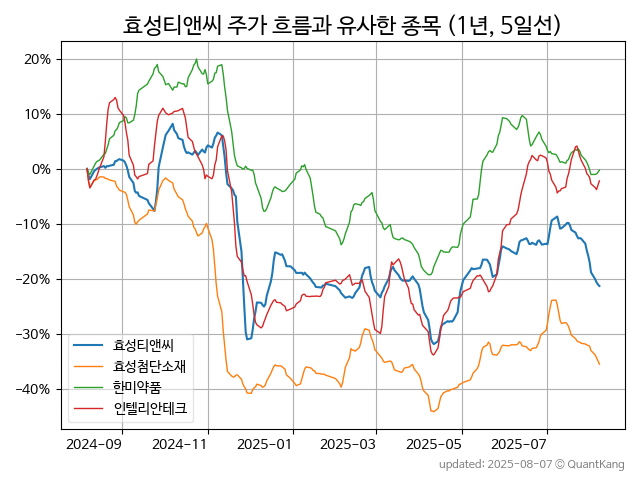 효성티앤씨 주가 흐름과 유사한 종목 (1년, 5일선)
20%
10%
0%
−10%
−20%
−30%
−40%
효성티앤씨
효성첨단소재
한미약품
인텔리안테크
2024-09
2024-11
2025-01
2025-03
2025-05
2025-07
updated: 2025-08-07 © QuantKang